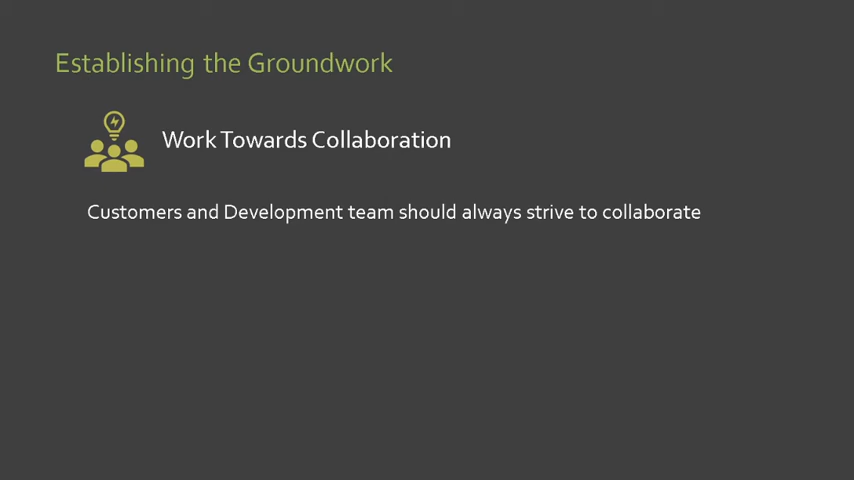 Establishing the Groundwork
Work Towards Collaboration
Customers and Development team should always strive to collaborate